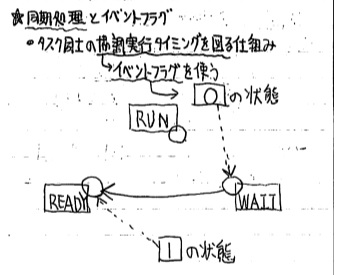 ☆同期処理とイベントフラグ
・タスク同士の協調実行タイミングを図る仕組み
イベントフラグを使う
0の状態
RUN
READY
WAIT
1の状態